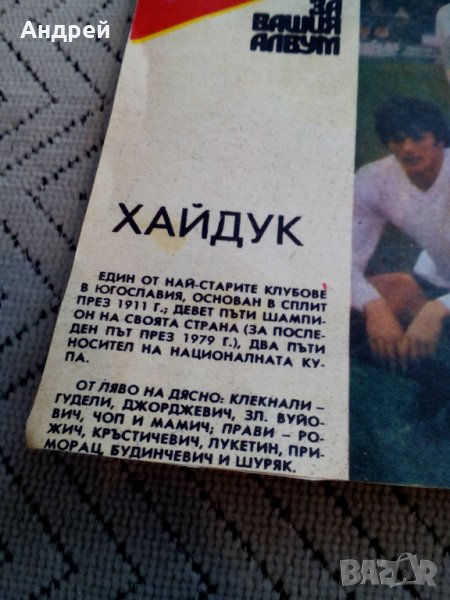 Андрей
ЗА
ВАШИЯ
АЛБУМ
ХАЙДУК
ЕДИН ОТ НАЙ-СТАРИТЕ КЛУБОВЕ
В ЮГОСЛАВИЯ, ОСНОВАН В СПЛИТ
ПРЕЗ 1911 Г.; ДЕВЕТ ПЪТИ ШАМПИ-
ОН НА СВОЯТА СТРАНА (ЗА ПОСЛЕ-
ДЕН ПЪТ ПРЕЗ 1979 Г.), ДВА ПЪТИ
НОСИТЕЛ НА НАЦИОНАЛНАТА КУ-
ПА.
ОТ ЛЯВО НА ДЯСНО: КЛЕКНАЛИ –
ГУДЕЛИ, ДЖОРДЖЕВИЧ, ЗЛ. ВУЙО-
ВИЧ, ЧОП И МАМИЧ; ПРАВИ – РО-
ЖИЧ, КРЪСТИЧЕВИЧ, ЛУКЕТИН, ПРИ-
МОРАЦ, БУДИНЧЕВИЧ И ШУРЯК.
BAZAR